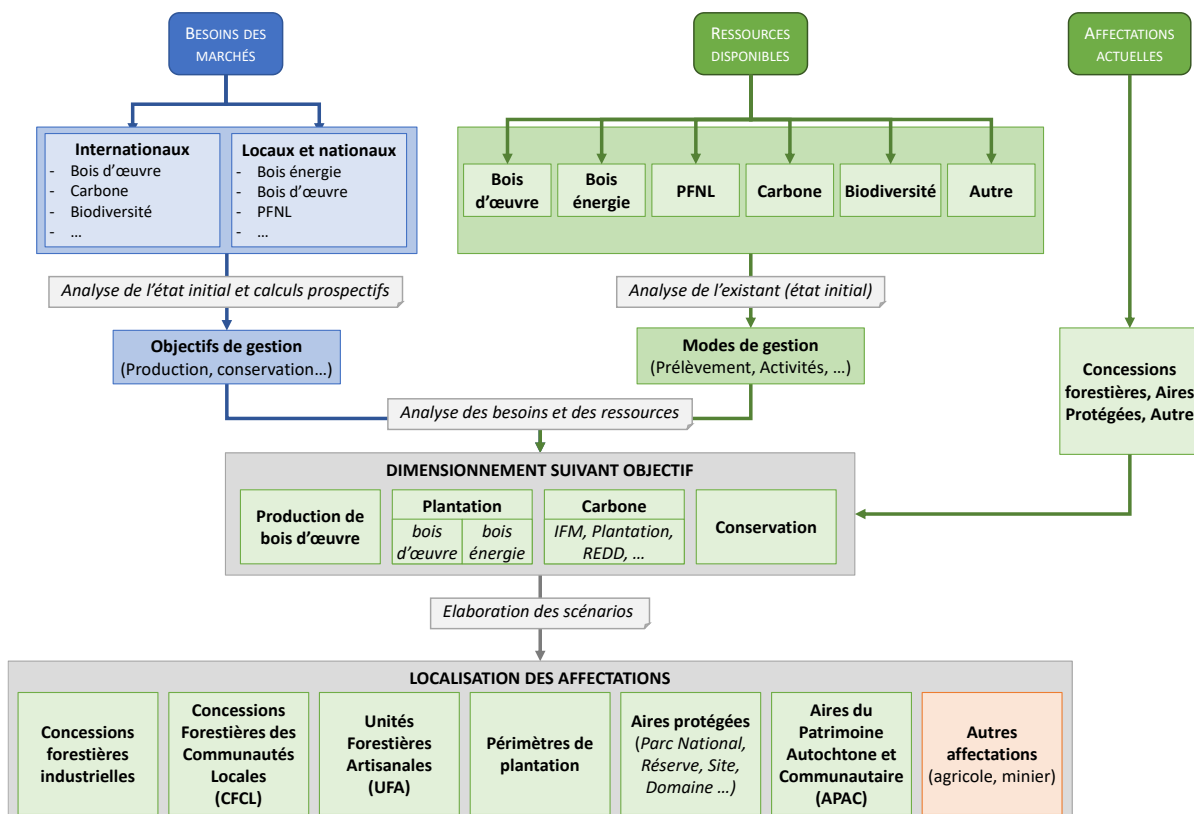 BESOINS DES
MARCHÉS
RESSOURCES
DISPONIBLES
AFFECTATIONS
ACTUELLES
Internationaux
- Bois d’œuvre
- Carbone
- Biodiversité
- …
Locaux et nationaux
- Bois énergie
- Bois d’œuvre
- PFNL
- …
Bois
d’œuvre
Bois
énergie
PFNL
Carbone
Biodiversité
Autre
Analyse de l’état initial et calculs prospectifs
Analyse de l’existant (état initial)
Objectifs de gestion
(Production, conservation…)
Modes de gestion
(Prélèvement, Activités, …)
Concessions
forestières, Aires
Protégées, Autre
Analyse des besoins et des ressources
DIMENSIONNEMENT SUIVANT OBJECTIF
Production de
bois d’œuvre
Plantation
bois
d’œuvre
bois
énergie
Carbone
IFM, Plantation,
REDD, …
Conservation
Elaboration des scénarios
LOCALISATION DES AFFECTATIONS
Concessions
forestières
industrielles
Concessions
Forestières des
Communautés
Locales
(CFCL)
Unités
Forestières
Artisanales
(UFA)
Périmètres de
plantation
Aires protégées
(Parc National,
Réserve, Site,
Domaine …)
Aires du
Patrimoine
Autochtone et
Communautaire
(APAC)
Autres
affectations
(agricole, minier)